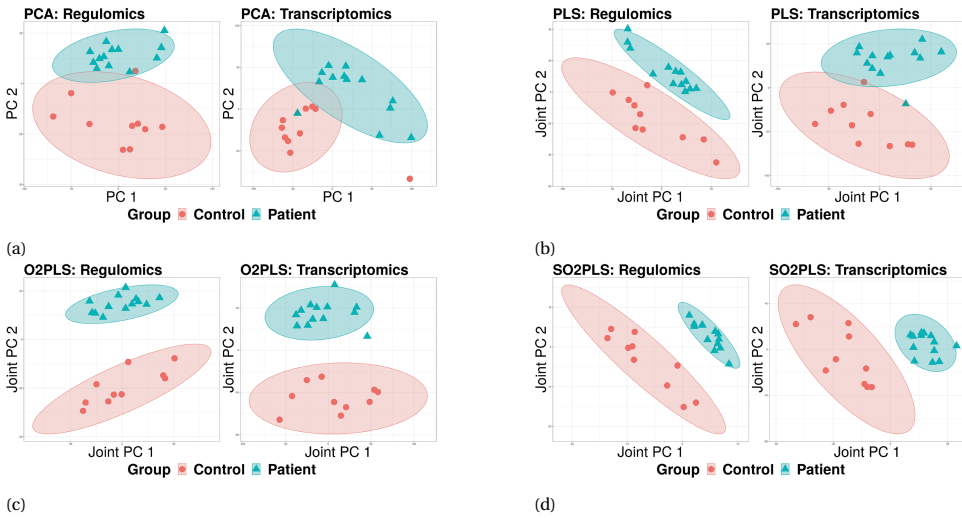 PCA: Regulomics
PCA: Transcriptomics
PC 2
PC 2
PC 1
PC 1
Group Control Patient
(a)
PLS: Regulomics
PLS: Transcriptomics
Joint PC 2
Joint PC 2
Joint PC 1
Joint PC 1
Group Control Patient
(b)
O2PLS: Regulomics
O2PLS: Transcriptomics
Joint PC 2
Joint PC 2
Joint PC 1
Joint PC 1
Group Control Patient
(c)
SO2PLS: Regulomics
SO2PLS: Transcriptomics
Joint PC 2
Joint PC 2
Joint PC 1
Joint PC 1
Group Control Patient
(d)